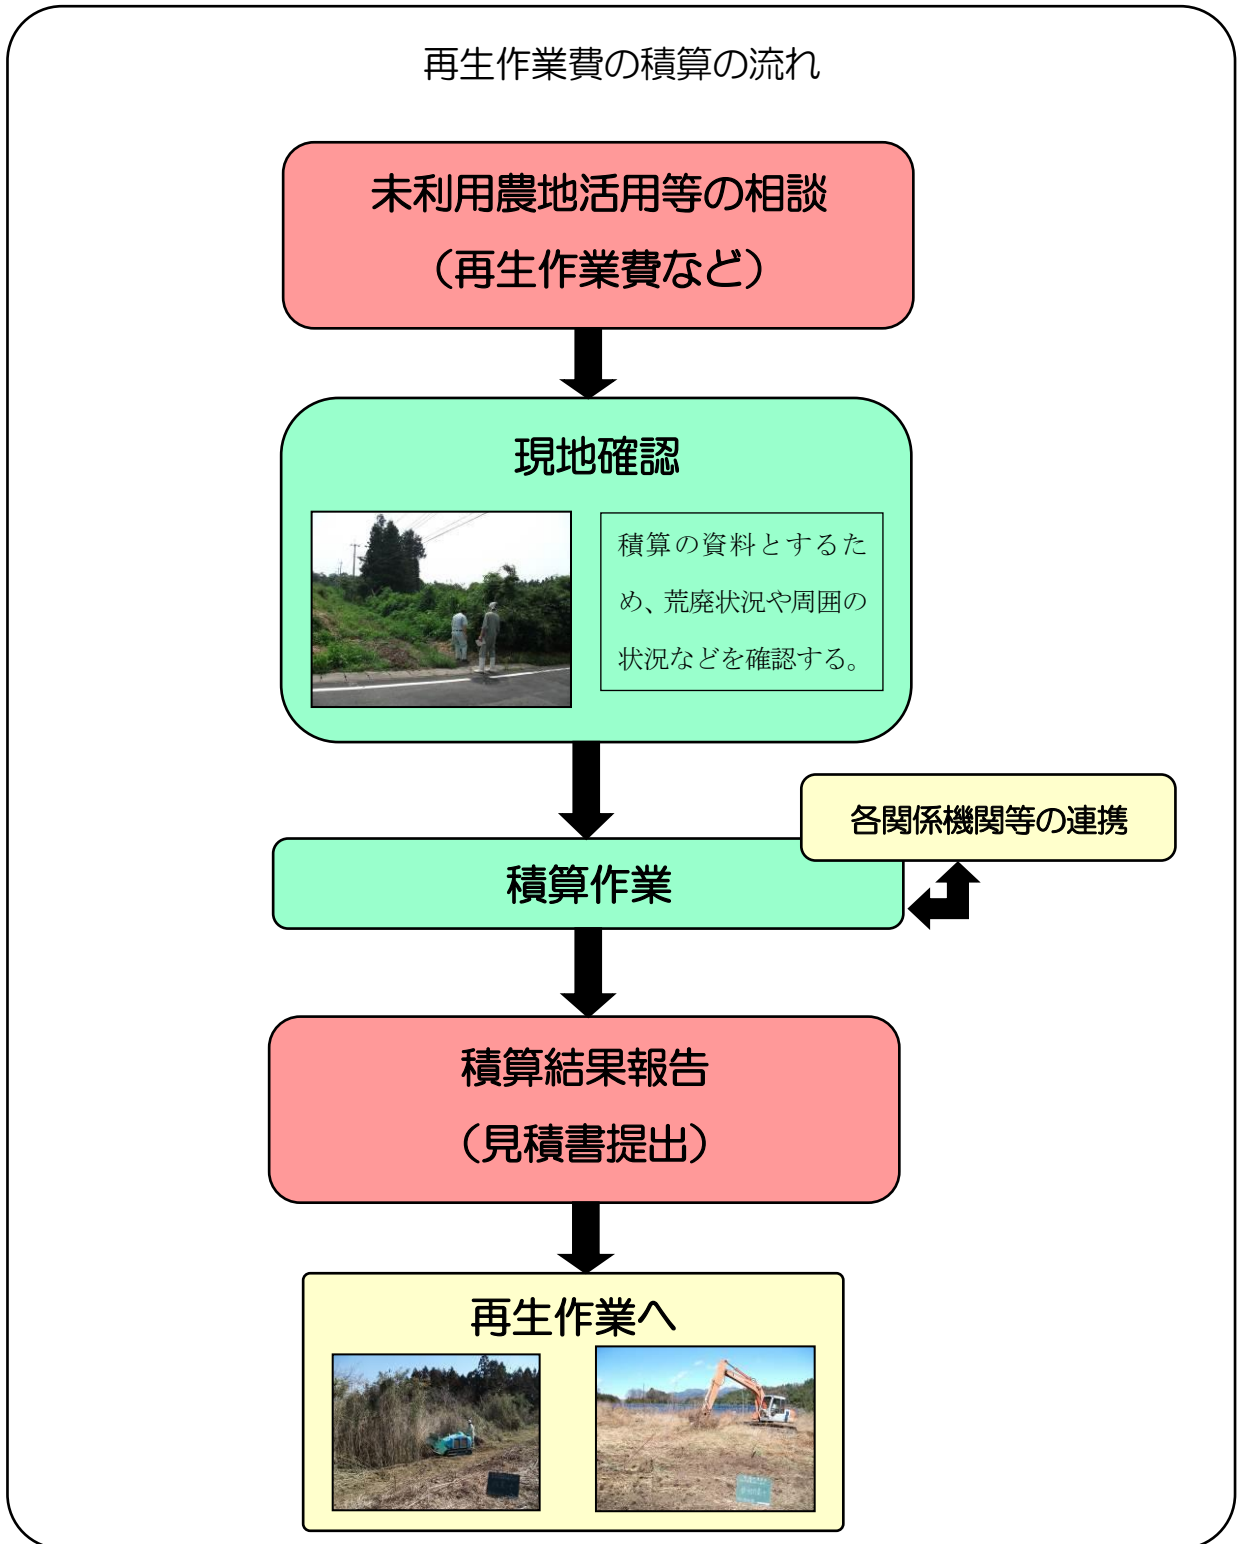 再生作業費の積算の流れ
未利用農地活用等の相談
（再生作業費など）
現地確認
積算の資料とするた
め、荒廃状況や周囲の
状況などを確認する。
各関係機関等の連携
積算作業
積算結果報告
（見積書提出）
再生作業へ